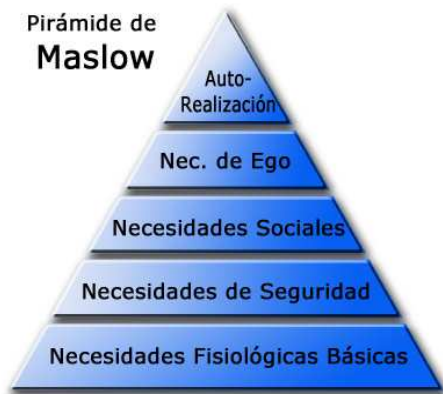 Pirámide de
Maslow
Auto-
Realización
Nec. de Ego
Necesidades Sociales
Necesidades de Seguridad
Necesidades Fisiológicas Básicas